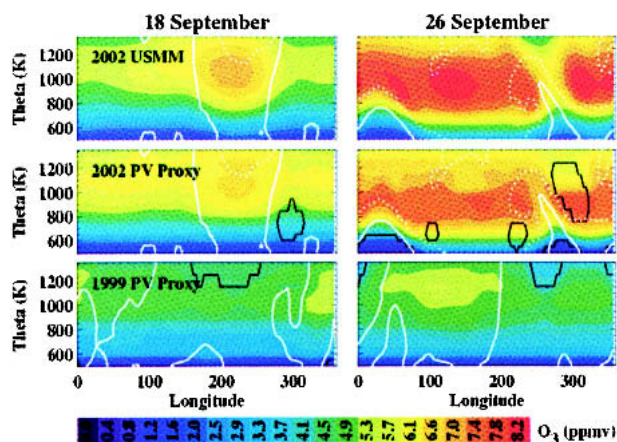 18 September 26 September
2002 USMM
Theta (K)
1200
1000
800
600
2002 PV Proxy
Theta (K)
1200
1000
800
600
1999 PV Proxy
Theta (K)
1200
1000
800
600
0 100 200 300 0 100 200 300
Longitude Longitude
0.4 0.8 1.2 1.6 2.0 2.5 2.9 3.3 3.7 4.1 4.5 4.9 5.3 5.7 6.1 6.6 7.0 7.4 7.8 8.2 O3 (ppmv)